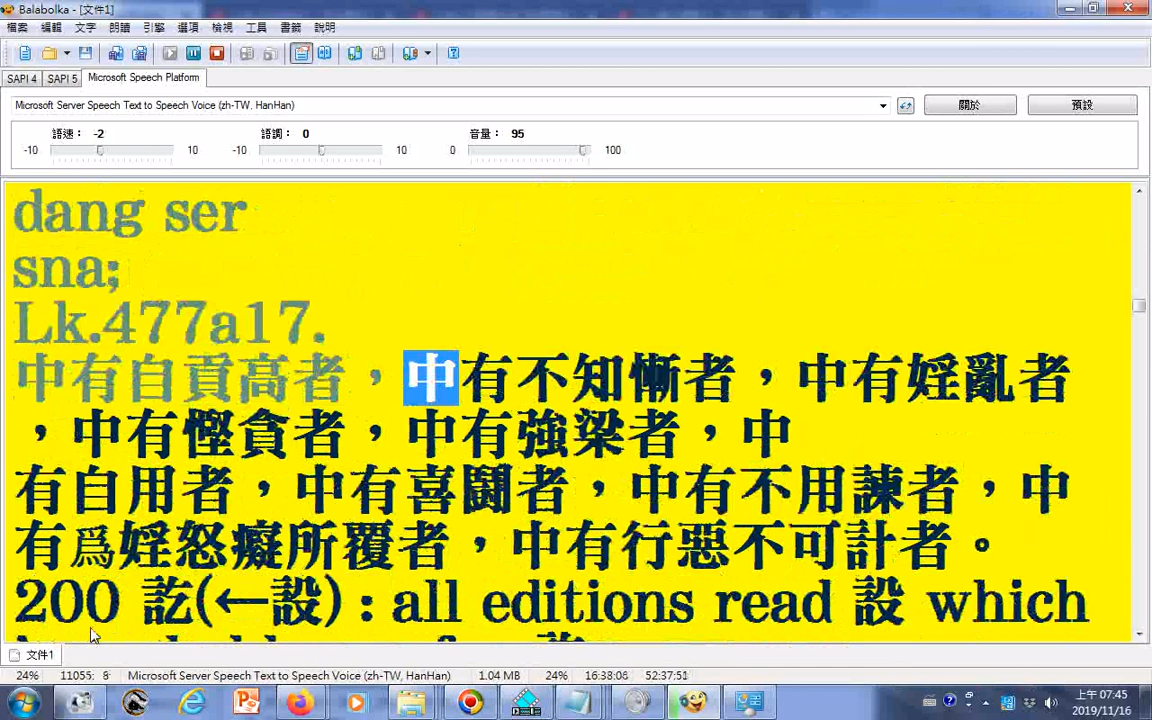 Balabolka - [文件1]
檔案 編輯 文字 朗讀 引擎 選項 檢視 工具 書籤 說明
SAPI 4 SAPI 5 Microsoft Speech Platform
Microsoft Server Speech Text to Speech Voice (zh-TW, HanHan) 關於 預設
語速： -2 語調： 0 音量： 95
-10 10 -10 10 0 100
dang ser
sna;
Lk.477a17.
中有自貢高者，中有不知慚者，中有婬亂者
，中有慳貪者，中有強梁者，中
有自用者，中有喜鬪者，中有不用諫者，中
有爲婬怒癡所覆者，中有行惡不可計者。
200 訖(←設) : all editions read 設 which
文件1
24% 11055: 8 Microsoft Server Speech Text to Speech Voice (zh-TW, HanHan) 1.04 MB 24% 16:38:06 52:37:51
上午 07:45
2019/11/16